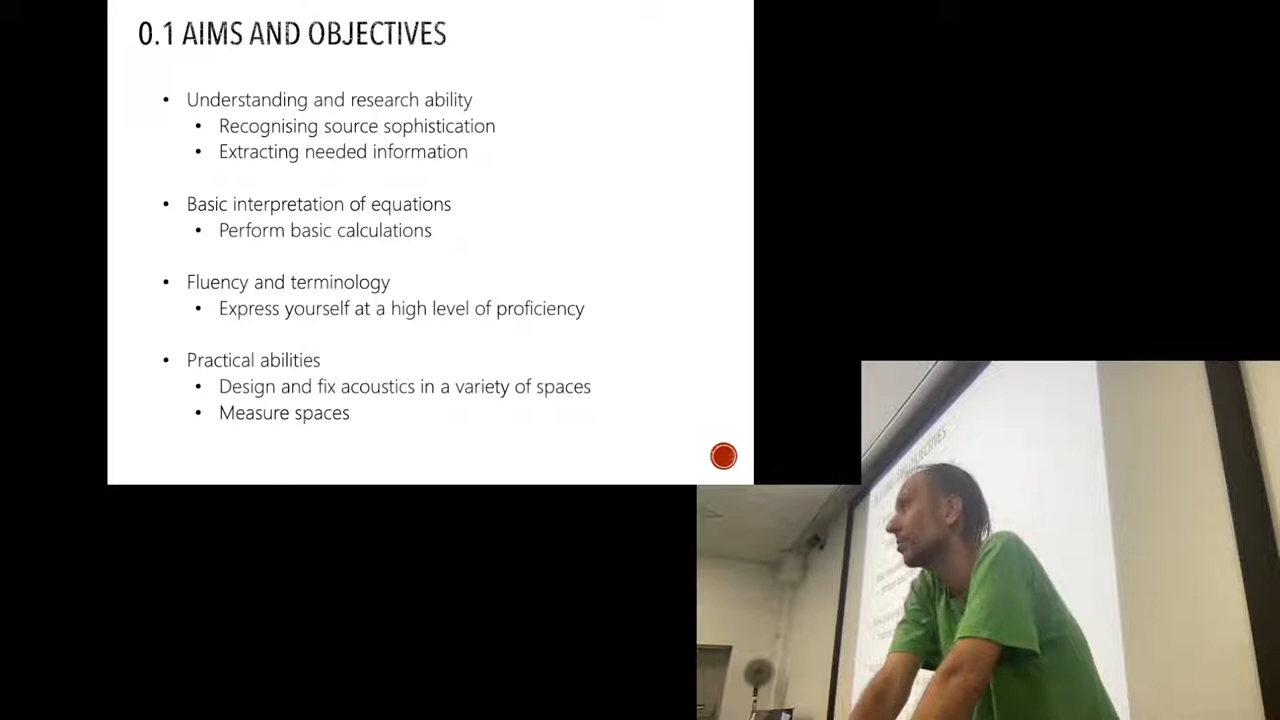 0.1 AIMS AND OBJECTIVES
• Understanding and research ability
• Recognising source sophistication
• Extracting needed information
• Basic interpretation of equations
• Perform basic calculations
• Fluency and terminology
• Express yourself at a high level of proficiency
• Practical abilities
• Design and fix acoustics in a variety of spaces
• Measure spaces
OBJECTIVES